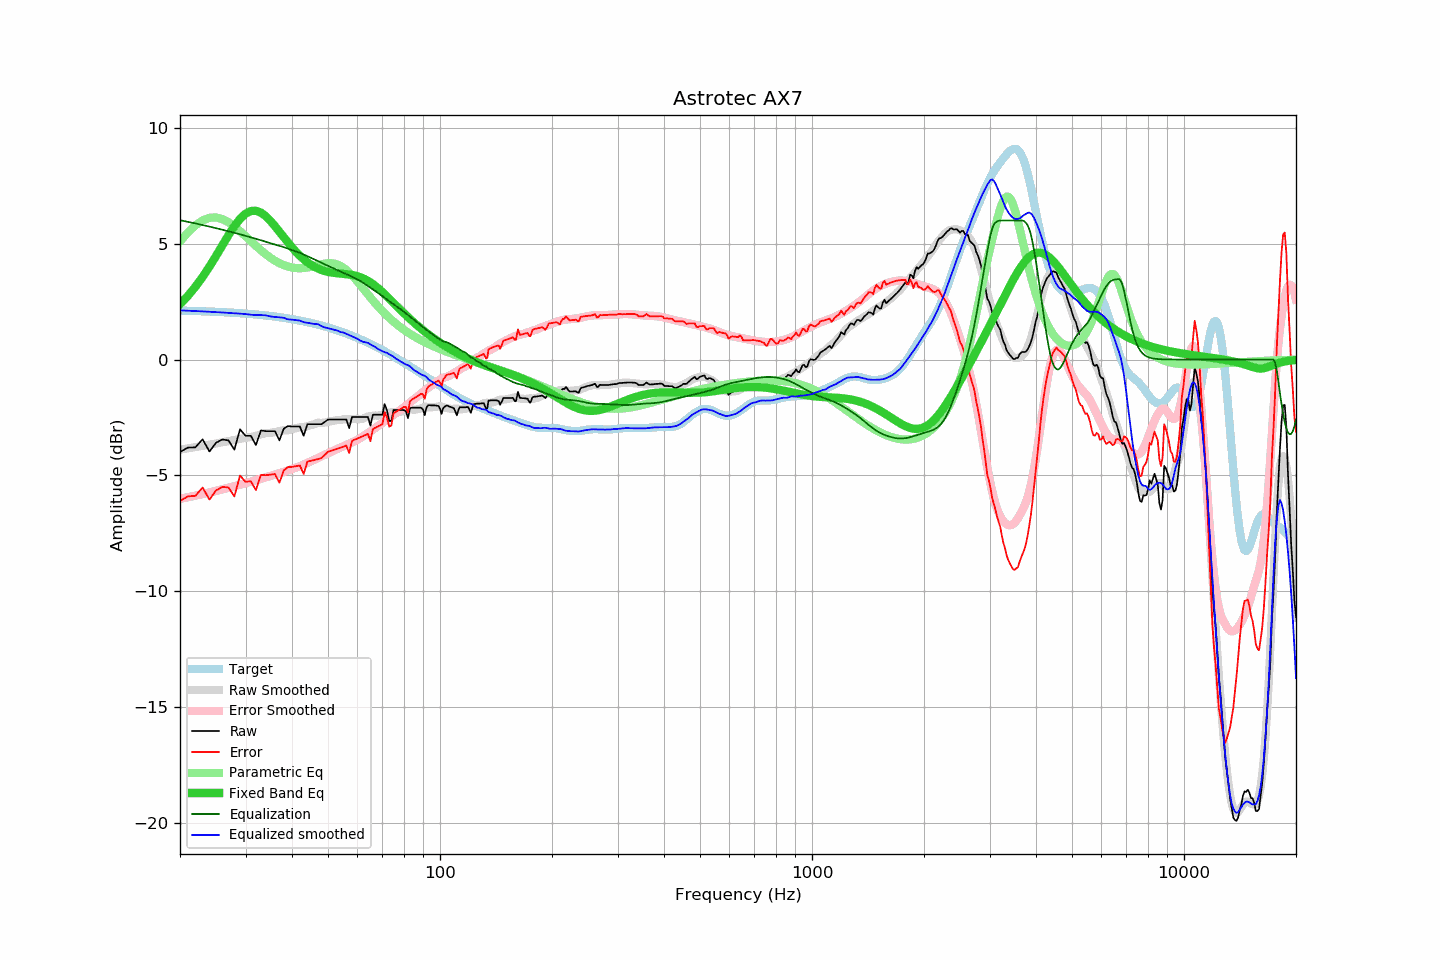 Astrotec AX7
10
5
0
−5
−10
−15
−20
Amplitude (dBr)
Target
Raw Smoothed
Error Smoothed
Raw
Error
Parametric Eq
Fixed Band Eq
Equalization
Equalized smoothed
100
1000
10000
Frequency (Hz)